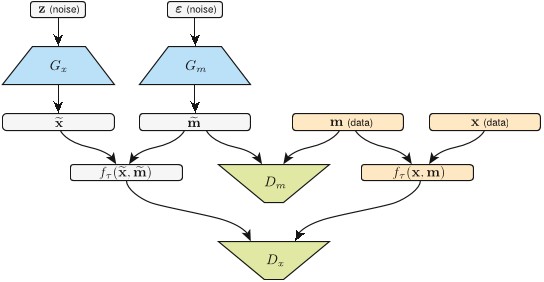 z (noise)
ε (noise)
G_x
G_m
x̃
m̃
m (data)
x (data)
f_τ(x̃, m̃)
D_m
f_τ(x, m)
D_x